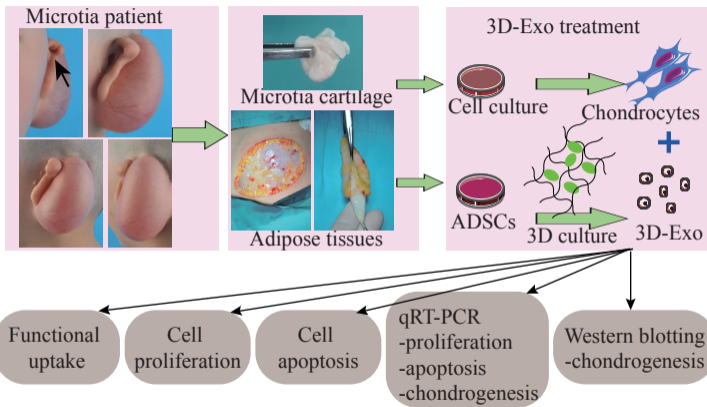 Microtia patient
Microtia cartilage
Adipose tissues
3D-Exo treatment
Cell culture
Chondrocytes
+
ADSCs
3D culture
3D-Exo
Functional
uptake
Cell
proliferation
Cell
apoptosis
qRT-PCR
-proliferation
-apoptosis
-chondrogenesis
Western blotting
-chondrogenesis